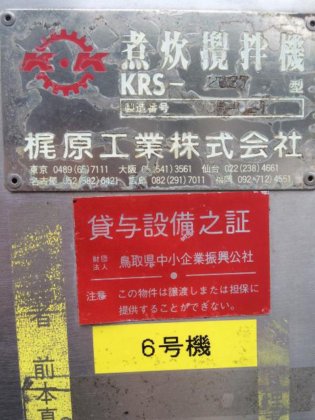 K·K
煮炊攪拌機
KRS-
型
製造番号
梶原工業株式会社
東京 0489(65)7111 大阪 541)3561 仙台 022(238)4661
名古屋 052(582)6421 広島 082(291)7011 福岡 092-712)4551
貸与設備之証
財団法人 鳥取県中小企業振興公社
注意 この物件は譲渡しまたは担保に
提供することができない。
6号機
前本